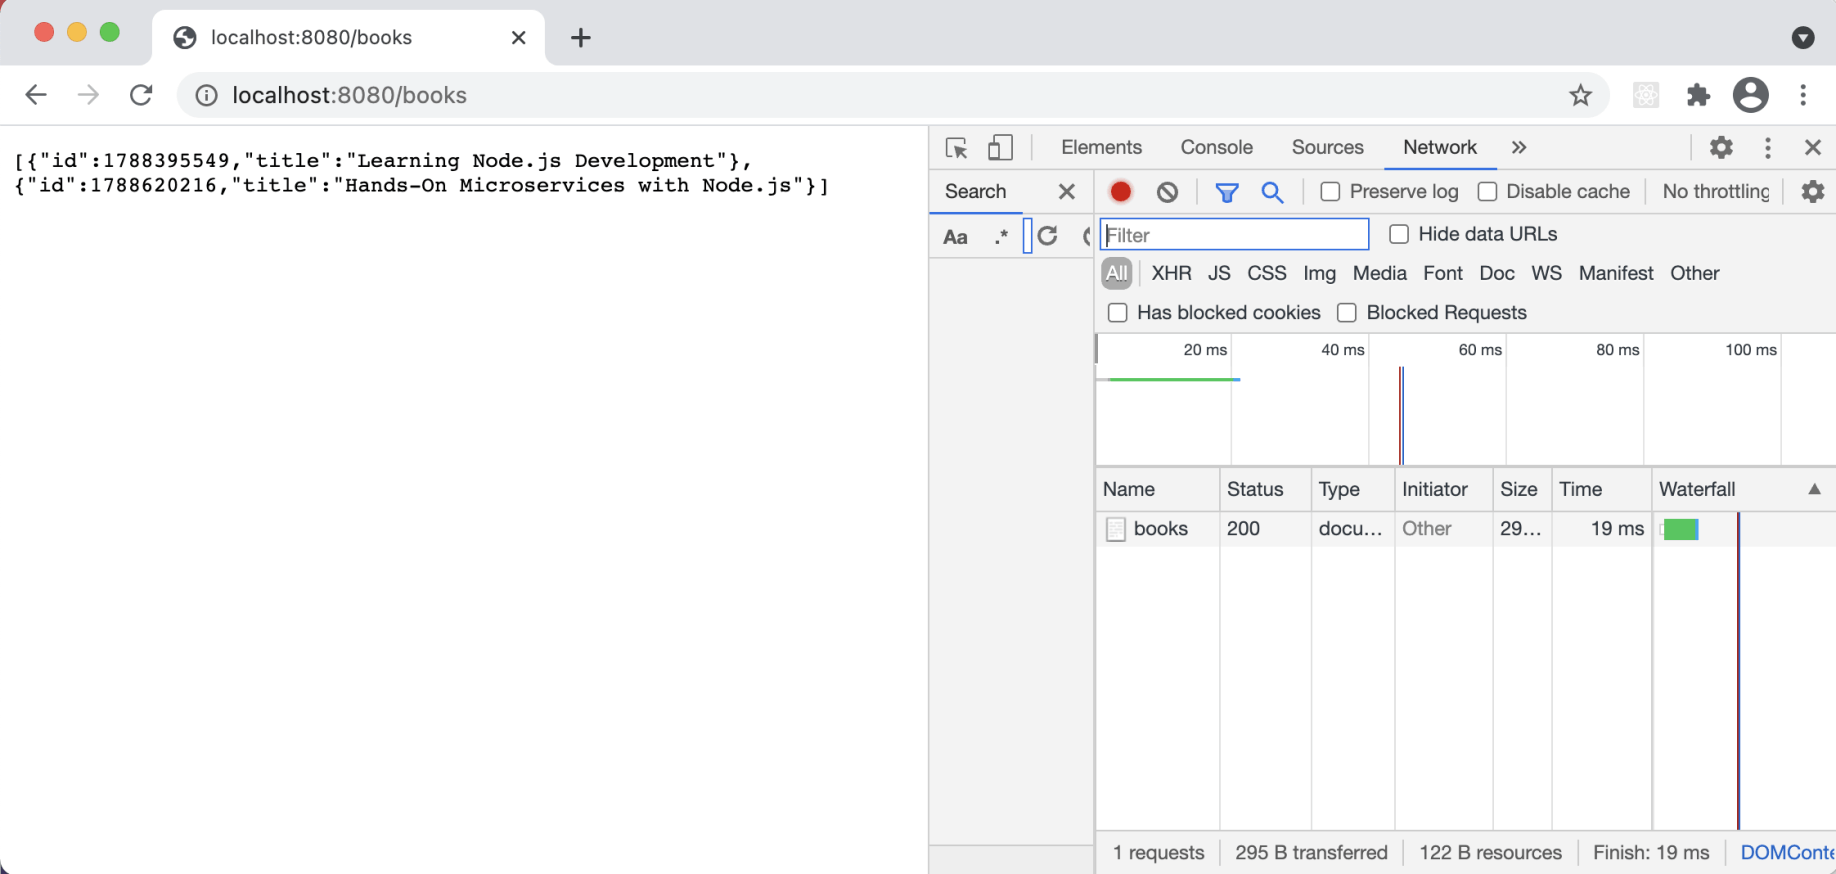 localhost:8080/books
localhost:8080/books
[{"id":1788395549,"title":"Learning Node.js Development"},
{"id":1788620216,"title":"Hands-On Microservices with Node.js"}]
Elements Console Sources Network
Search
Preserve log Disable cache No throttling
Aa .*
Filter Hide data URLs
All XHR JS CSS Img Media Font Doc WS Manifest Other
Has blocked cookies Blocked Requests
20 ms 40 ms 60 ms 80 ms 100 ms
Name Status Type Initiator Size Time Waterfall
books 200 docu... Other 29... 19 ms
1 requests 295 B transferred 122 B resources Finish: 19 ms DOMConte